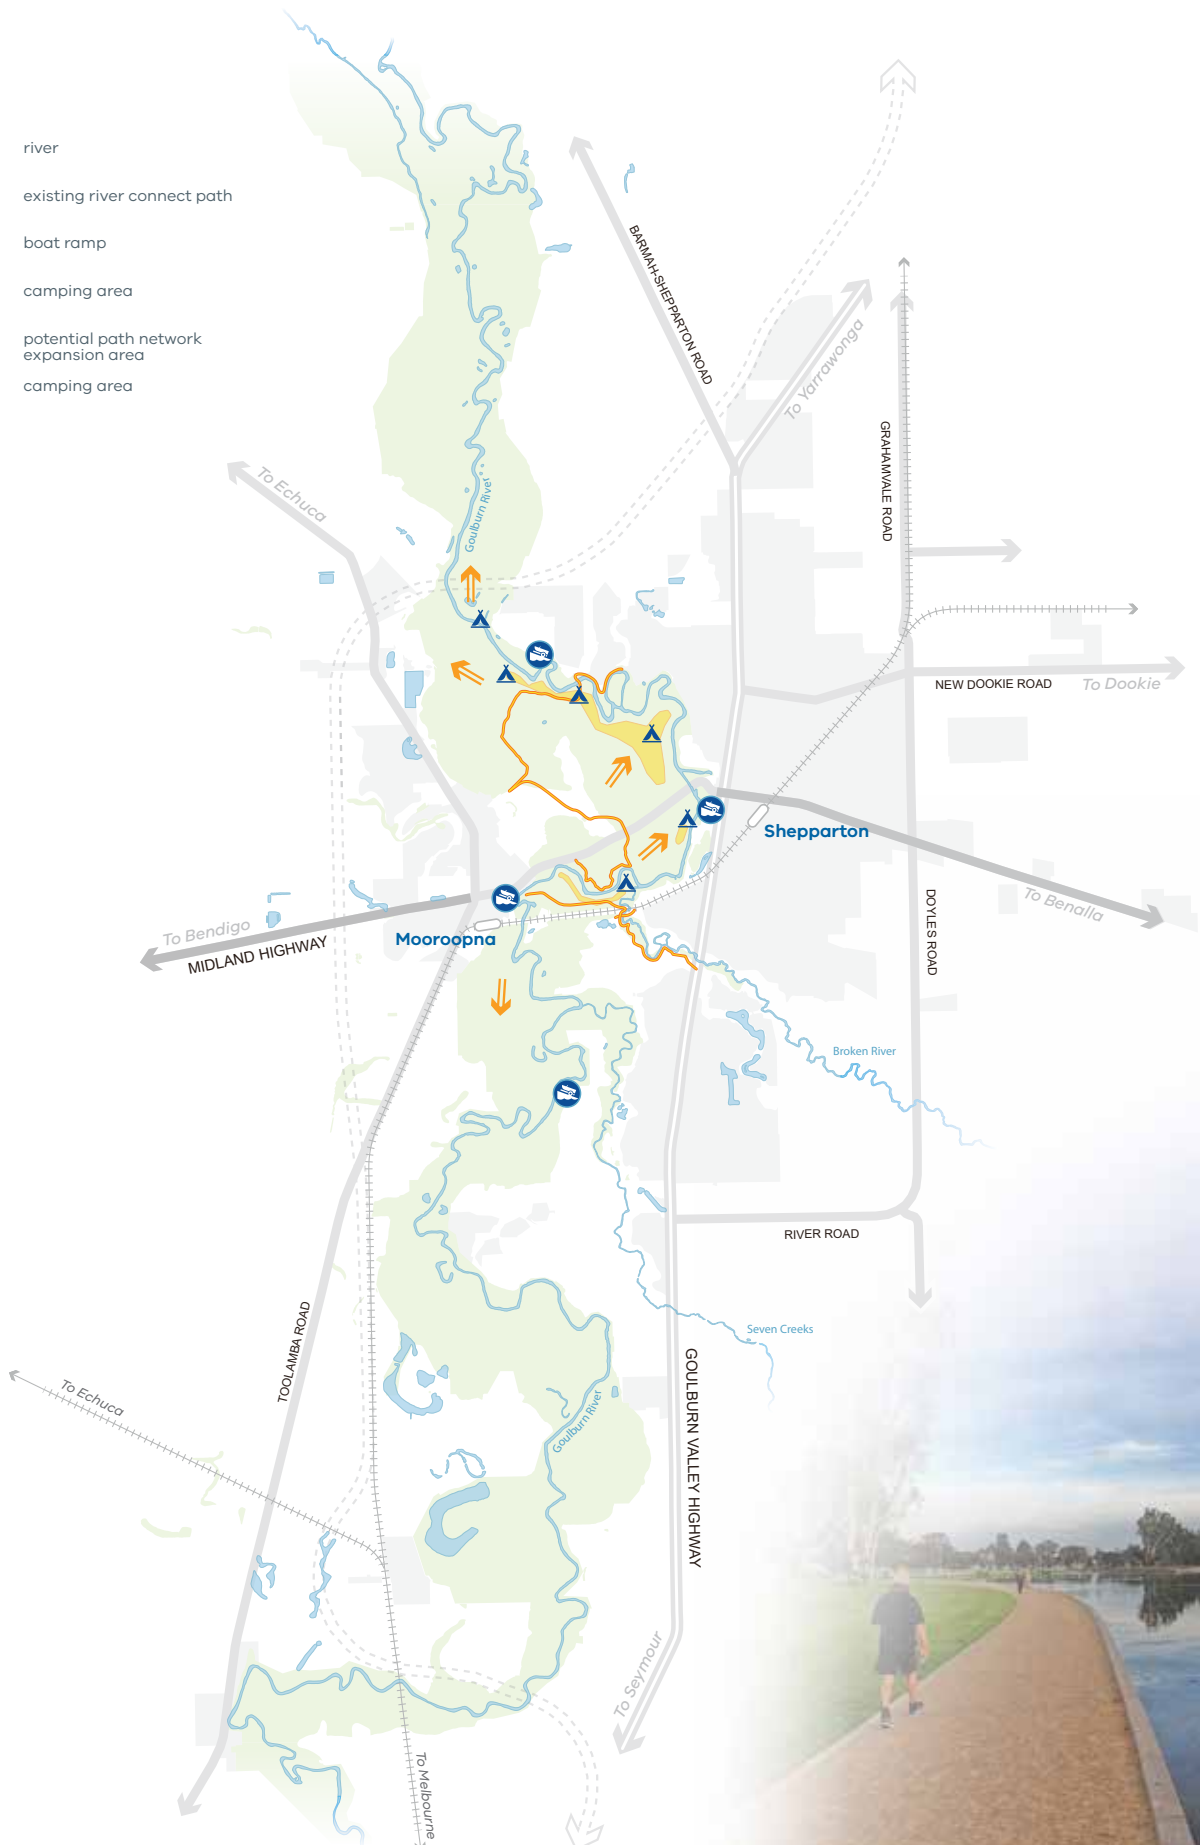 river
existing river connect path
boat ramp
camping area
potential path network
expansion area
camping area
BARMAH-SHEPPARTON ROAD
To Yarrawonga
GRAHAMVALE ROAD
To Echuca
Goulburn River
NEW DOOKIE ROAD
To Dookie
Shepparton
To Benalla
DOYLES ROAD
To Bendigo
MIDLAND HIGHWAY
Mooroopna
Broken River
RIVER ROAD
Seven Creeks
TOOLAMBA ROAD
To Echuca
Goulburn River
GOULBURN VALLEY HIGHWAY
To Seymour
To Melbourne